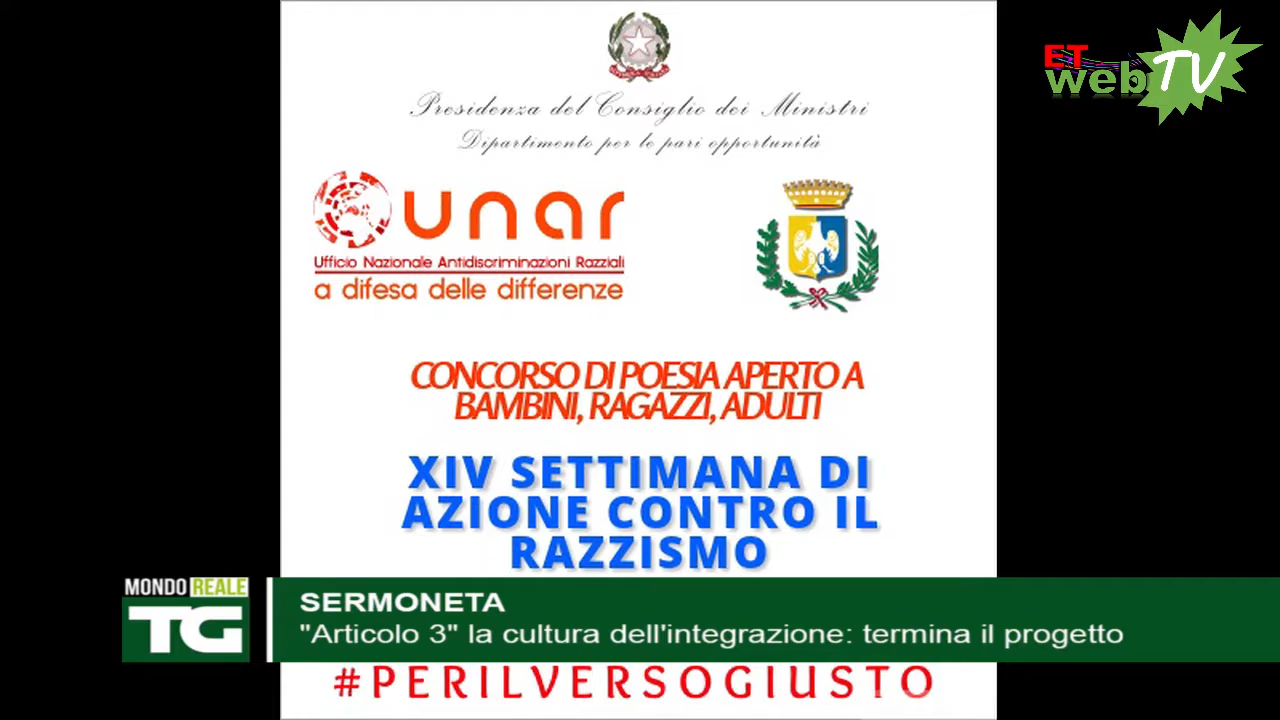 ET
webTV
Presidenza del Consiglio dei Ministri
Dipartimento per le pari opportunità
unar
Ufficio Nazionale Antidiscriminazioni Razziali
a difesa delle differenze
CONCORSO DI POESIA APERTO A
BAMBINI, RAGAZZI, ADULTI
XIV SETTIMANA DI
AZIONE CONTRO IL
RAZZISMO
MONDO REALE
TG
SERMONETA
"Articolo 3" la cultura dell'integrazione: termina il progetto
#PERILVERSOGIUSTO